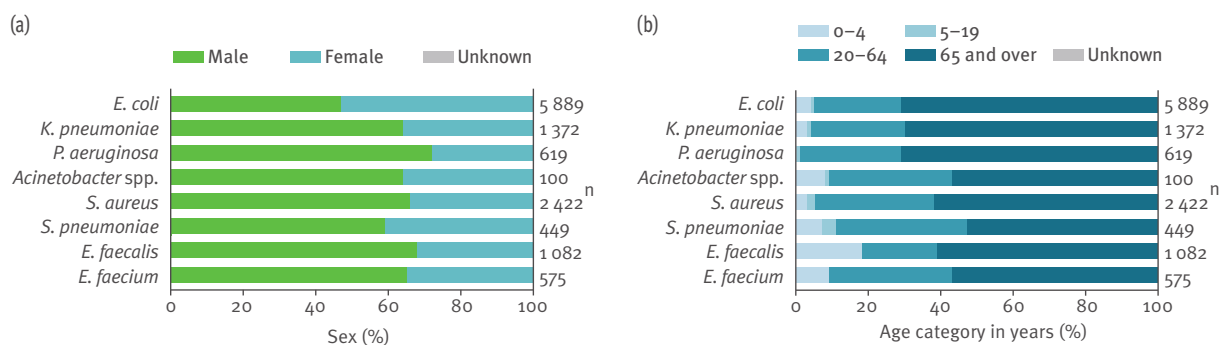 (a)
Male Female Unknown
E. coli 5 889
K. pneumoniae 1 372
P. aeruginosa 619
Acinetobacter spp. 100
n
S. aureus 2 422
S. pneumoniae 449
E. faecalis 1 082
E. faecium 575
0 20 40 60 80 100
Sex (%)
(b)
0–4 5–19
20–64 65 and over Unknown
E. coli 5 889
K. pneumoniae 1 372
P. aeruginosa 619
Acinetobacter spp. 100
n
S. aureus 2 422
S. pneumoniae 449
E. faecalis 1 082
E. faecium 575
0 20 40 60 80 100
Age category in years (%)